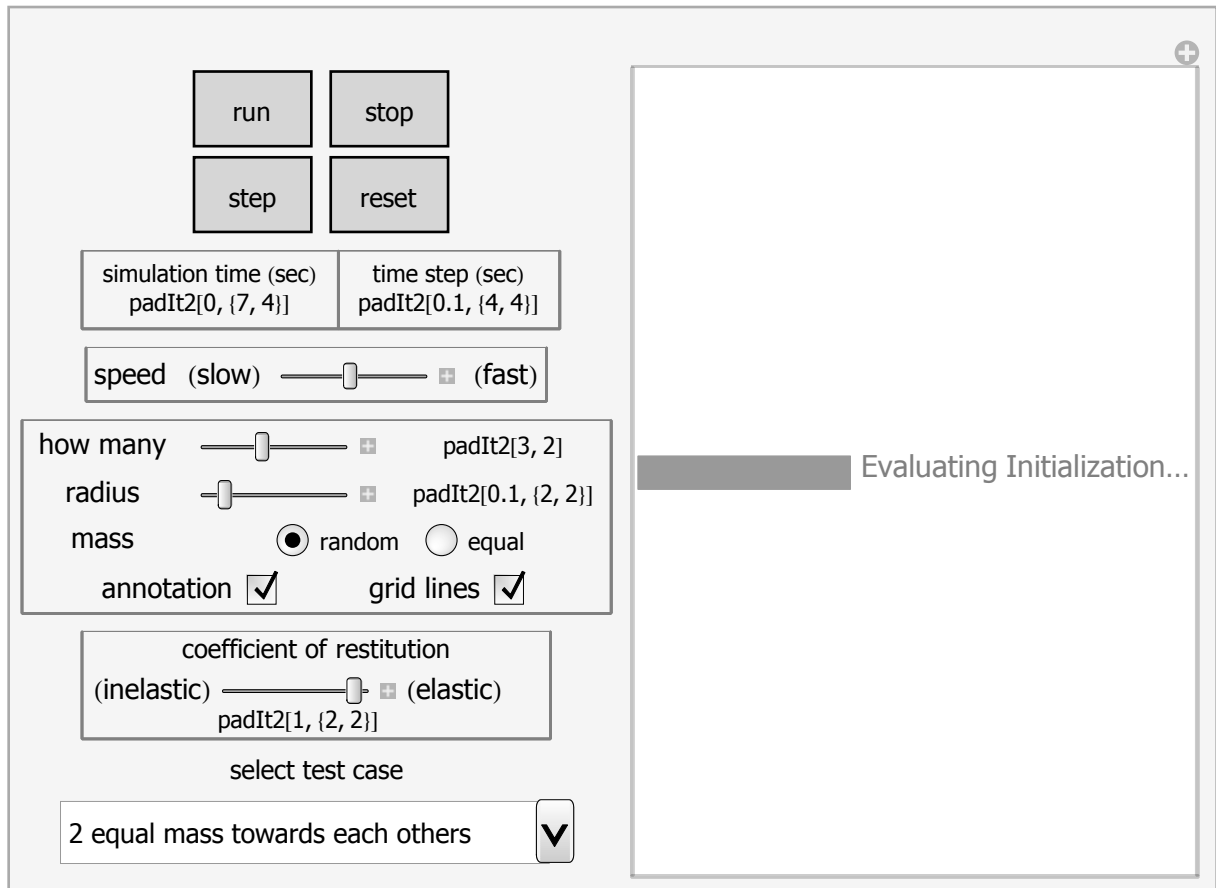 run stop
step reset
simulation time (sec) time step (sec)
padIt2[0, {7, 4}] padIt2[0.1, {4, 4}]
speed (slow) (fast)
how many padIt2[3, 2]
radius padIt2[0.1, {2, 2}]
mass random equal
annotation grid lines
coefficient of restitution
(inelastic) (elastic)
padIt2[1, {2, 2}]
select test case
2 equal mass towards each others
Evaluating Initialization...